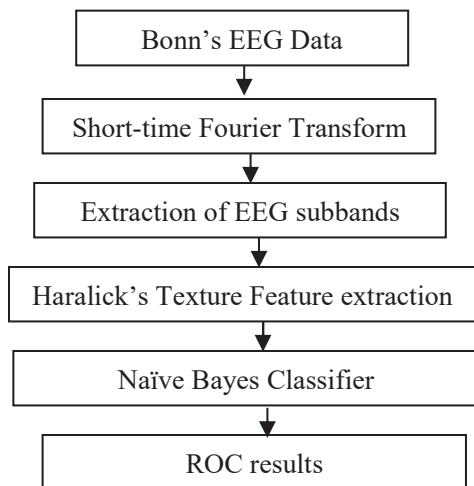 Bonn’s EEG Data
Short-time Fourier Transform
Extraction of EEG subbands
Haralick’s Texture Feature extraction
Naïve Bayes Classifier
ROC results